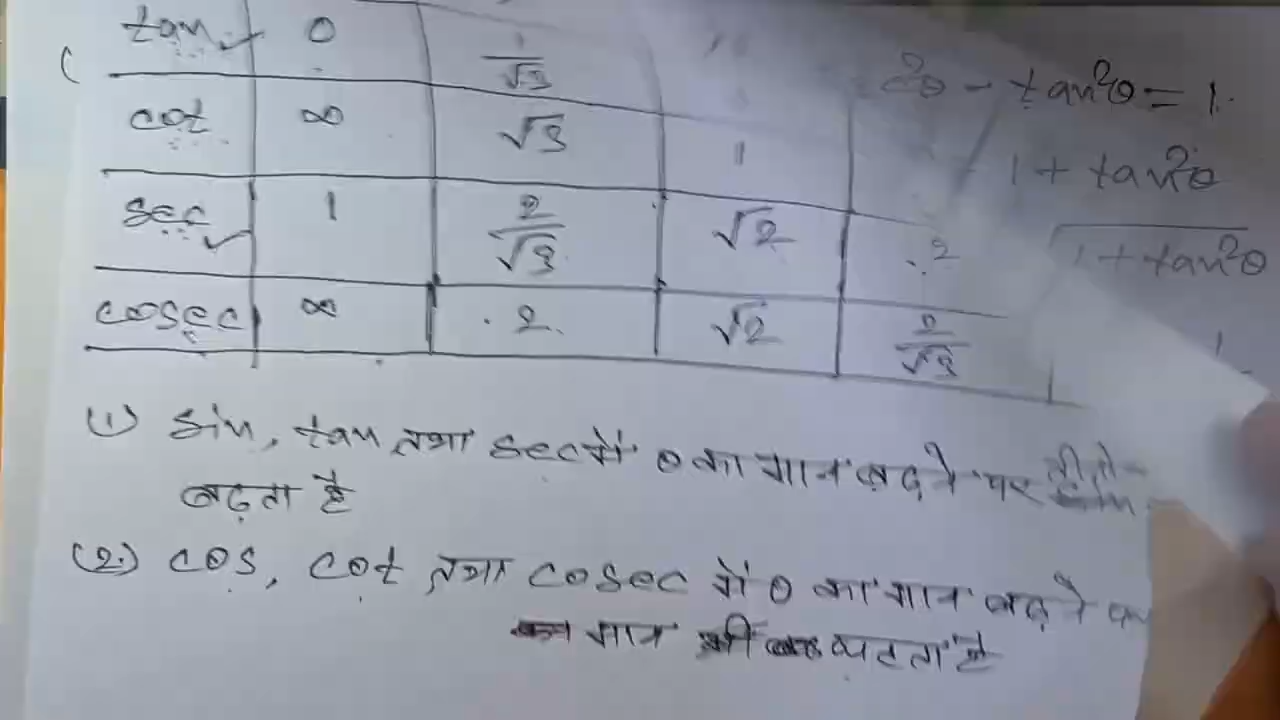 tan 0 1/√3
cot ∞ √3 1
sec 1 2/√3 √2 2
cosec ∞ 2 √2 2/√3
θ - tan²θ = 1
1 + tan²θ
1 + tan²θ
(1) sin, tan तथा sec में θ का मान बढ़ने पर तीनो
बढ़ता है
(2) cos, cot तथा cosec में θ का मान बढ़ने
मान घटता है